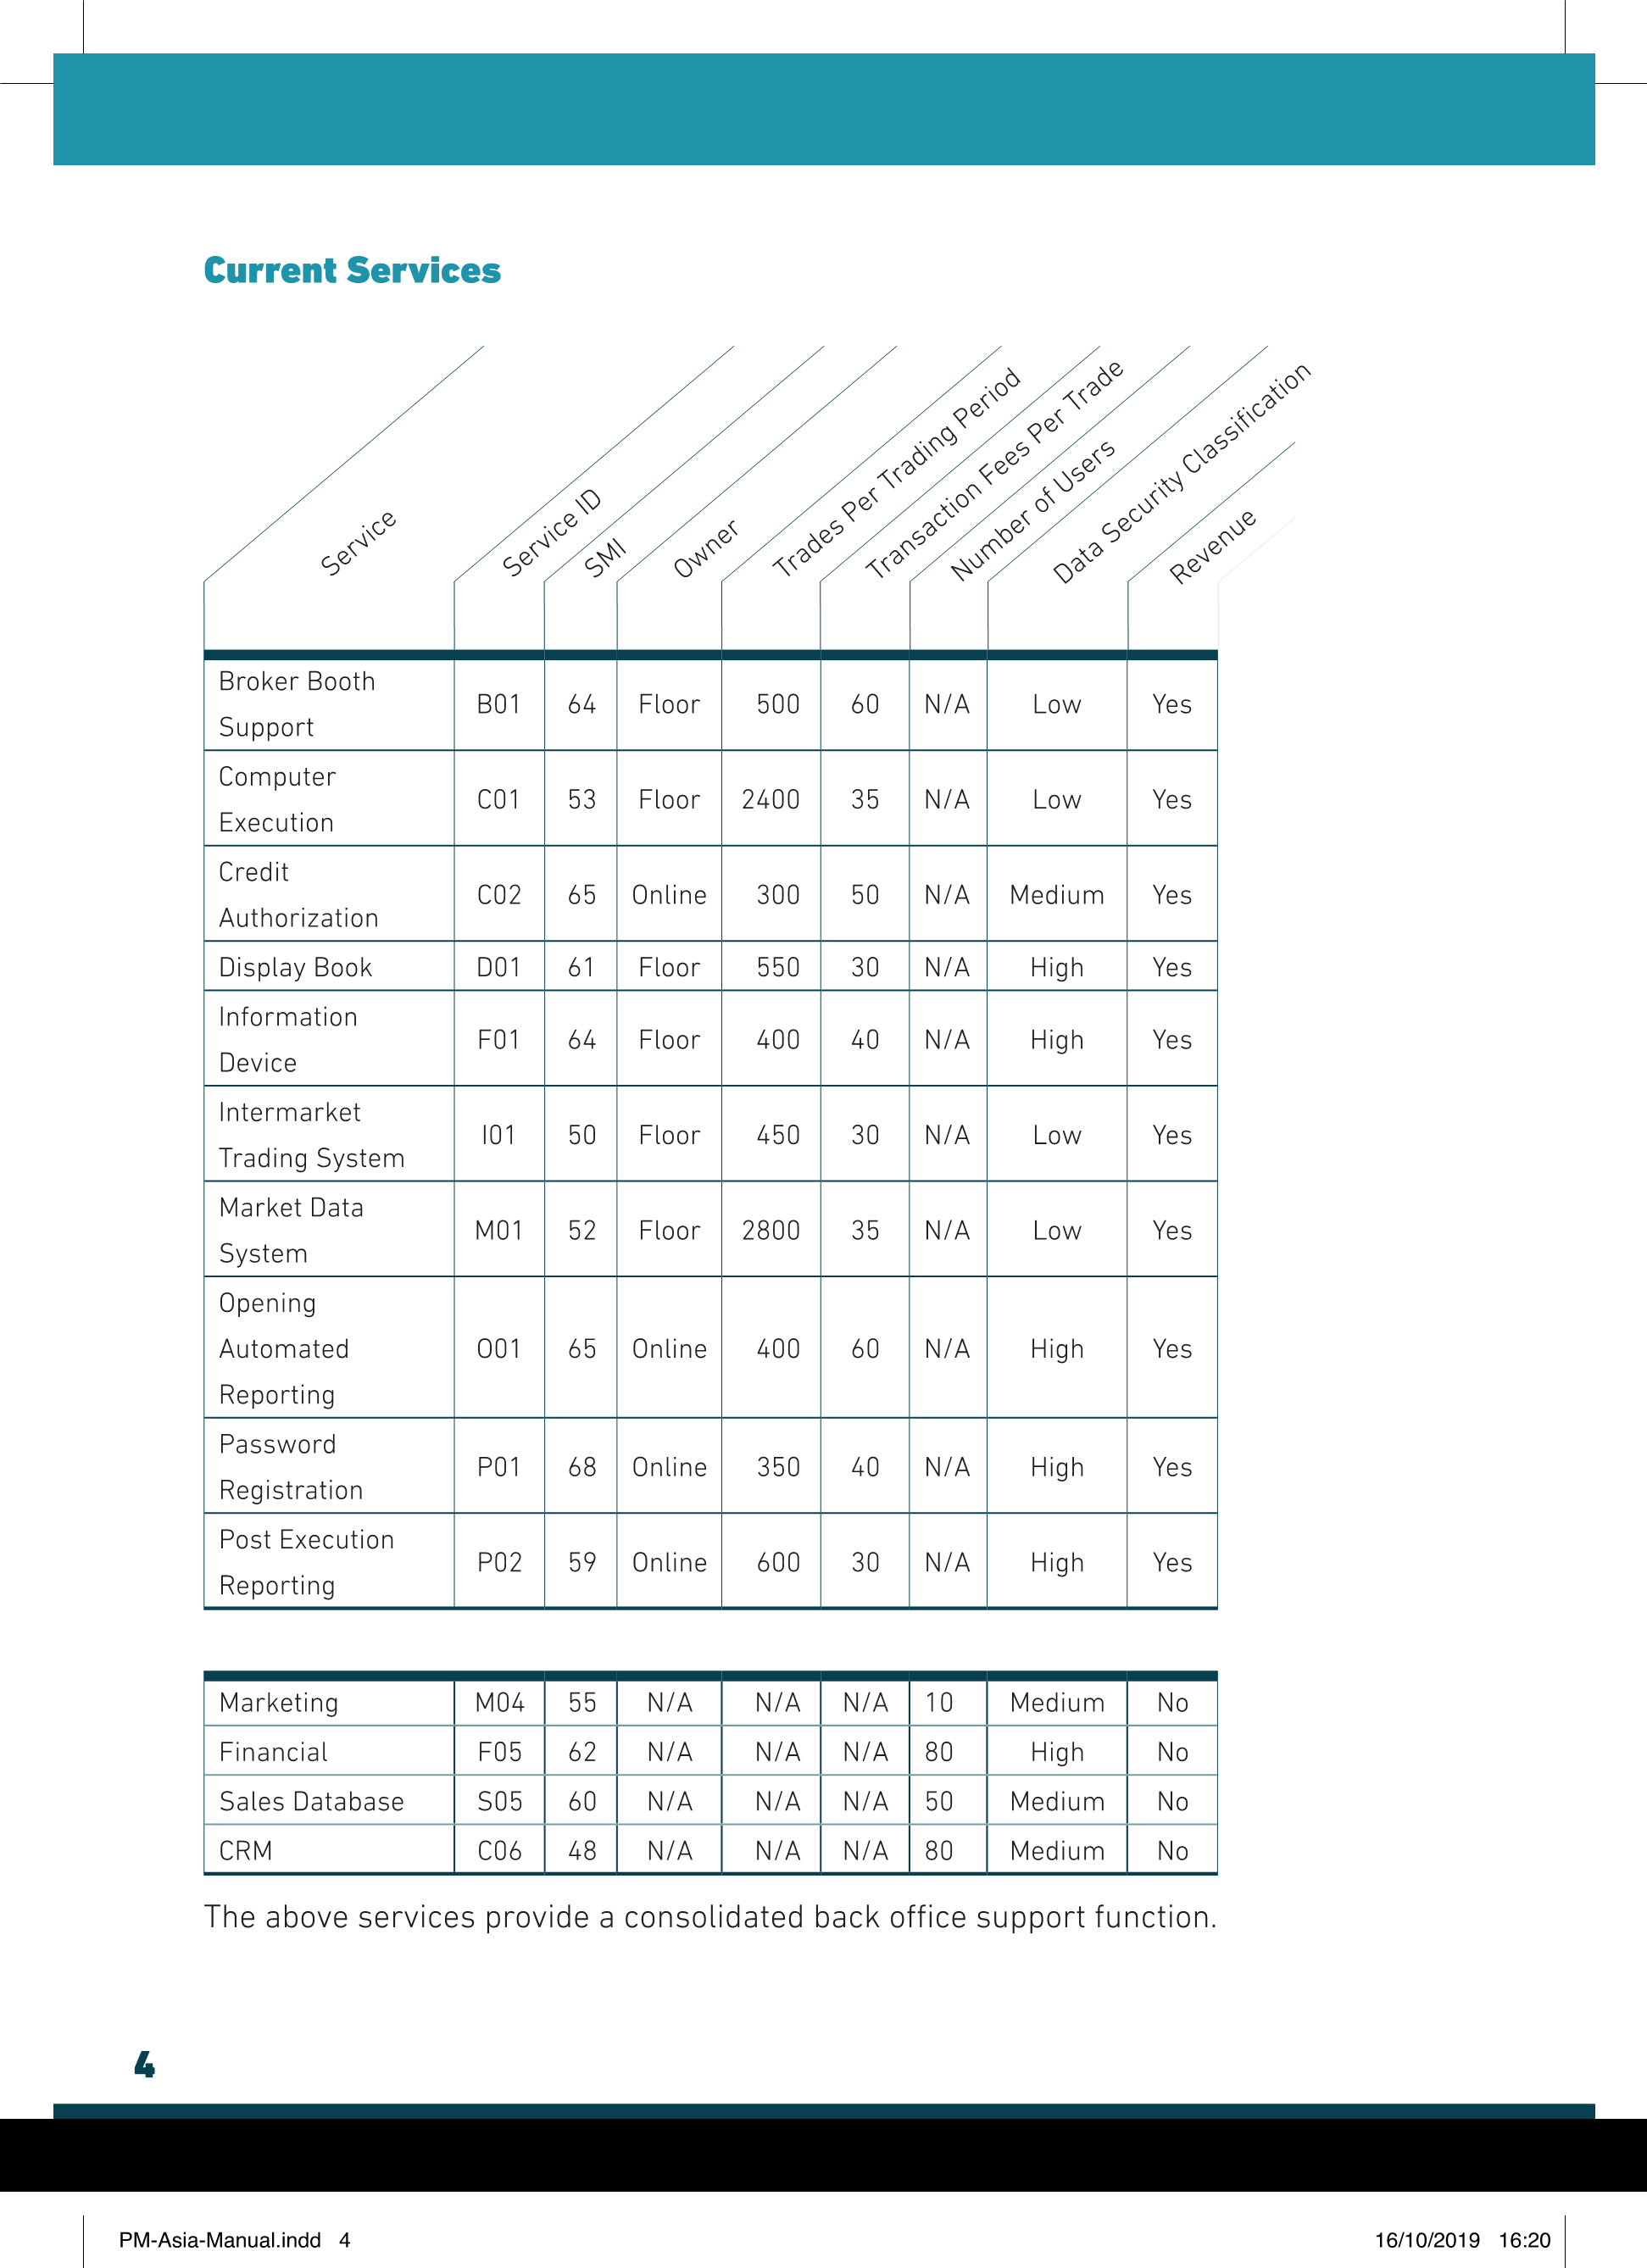 Current Services
Service
Service ID
SMI
Owner
Trades Per Trading Period
Transaction Fees Per Trade
Number of Users
Data Security Classification
Revenue
Broker Booth
Support
B01 64 Floor 500 60 N/A Low Yes
Computer
Execution
C01 53 Floor 2400 35 N/A Low Yes
Credit
Authorization
C02 65 Online 300 50 N/A Medium Yes
Display Book D01 61 Floor 550 30 N/A High Yes
Information
Device
F01 64 Floor 400 40 N/A High Yes
Intermarket
Trading System
I01 50 Floor 450 30 N/A Low Yes
Market Data
System
M01 52 Floor 2800 35 N/A Low Yes
Opening
Automated
Reporting
O01 65 Online 400 60 N/A High Yes
Password
Registration
P01 68 Online 350 40 N/A High Yes
Post Execution
Reporting
P02 59 Online 600 30 N/A High Yes
Marketing M04 55 N/A N/A N/A 10 Medium No
Financial F05 62 N/A N/A N/A 80 High No
Sales Database S05 60 N/A N/A N/A 50 Medium No
CRM C06 48 N/A N/A N/A 80 Medium No
The above services provide a consolidated back office support function.
4
PM-Asia-Manual.indd 4 16/10/2019 16:20